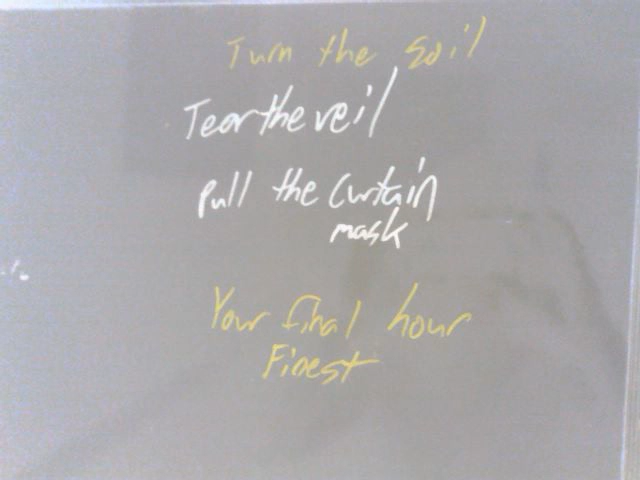 Turn the soil
Tear the veil
Pull the curtain
mask
Your final hour
Finest